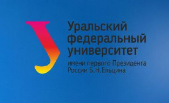 Уральский
федеральный
университет
имени первого Президента
России Б.Н.Ельцина